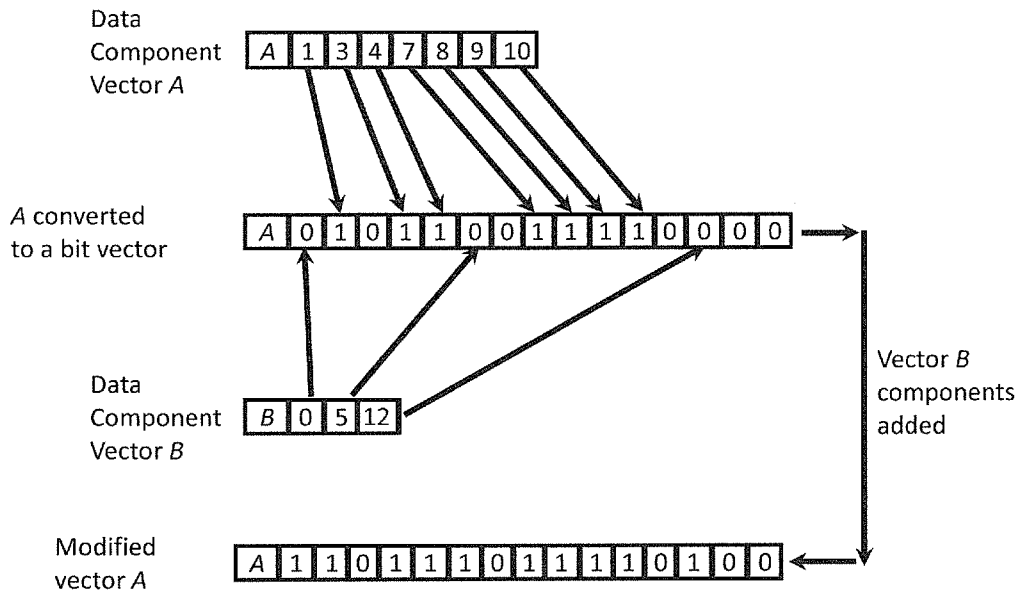 Data
Component
Vector A
A 1 3 4 7 8 9 10
A converted
to a bit vector
A 0 1 0 1 1 0 0 1 1 1 1 0 0 0 0
Data
Component
Vector B
B 0 5 12
Vector B
components
added
Modified
vector A
A 1 1 0 1 1 1 0 1 1 1 1 0 1 0 0